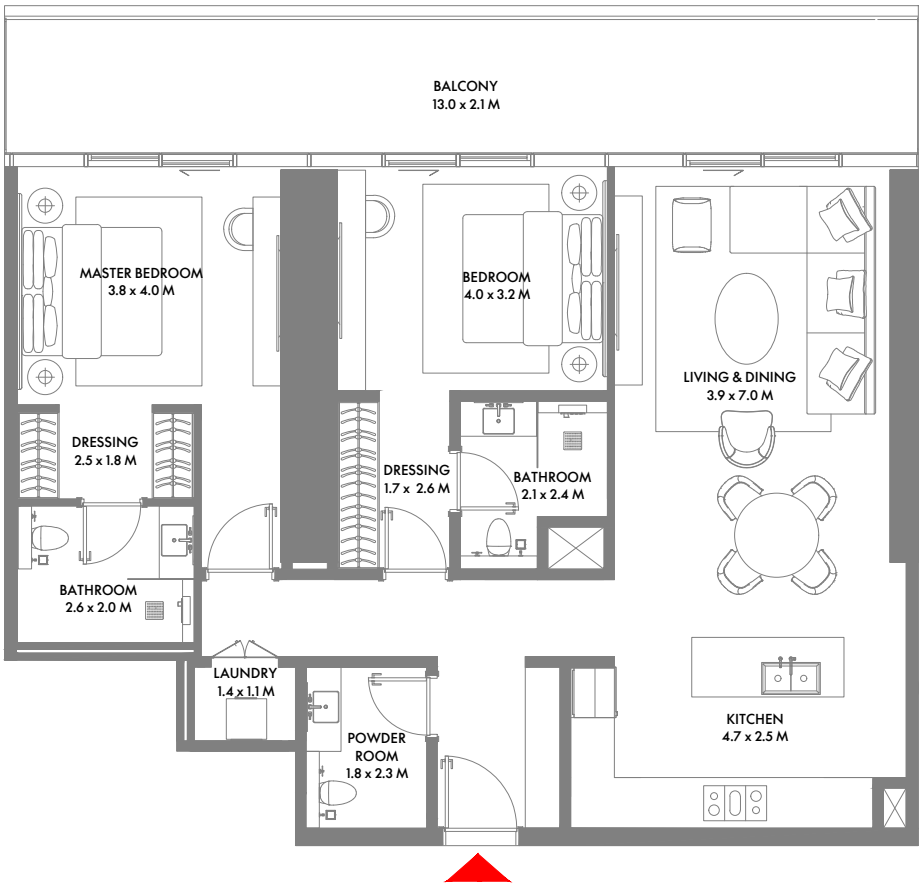 BALCONY
13.0 x 2.1 M
MASTER BEDROOM
3.8 x 4.0 M
BEDROOM
4.0 x 3.2 M
LIVING & DINING
3.9 x 7.0 M
DRESSING
2.5 x 1.8 M
DRESSING
1.7 x 2.6 M
BATHROOM
2.1 x 2.4 M
BATHROOM
2.6 x 2.0 M
LAUNDRY
1.4 x 1.1 M
POWDER
ROOM
1.8 x 2.3 M
KITCHEN
4.7 x 2.5 M